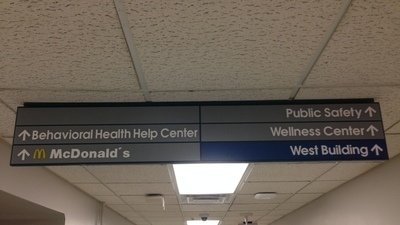 Behavioral Health Help Center
McDonald's
Public Safety
Wellness Center
West Building